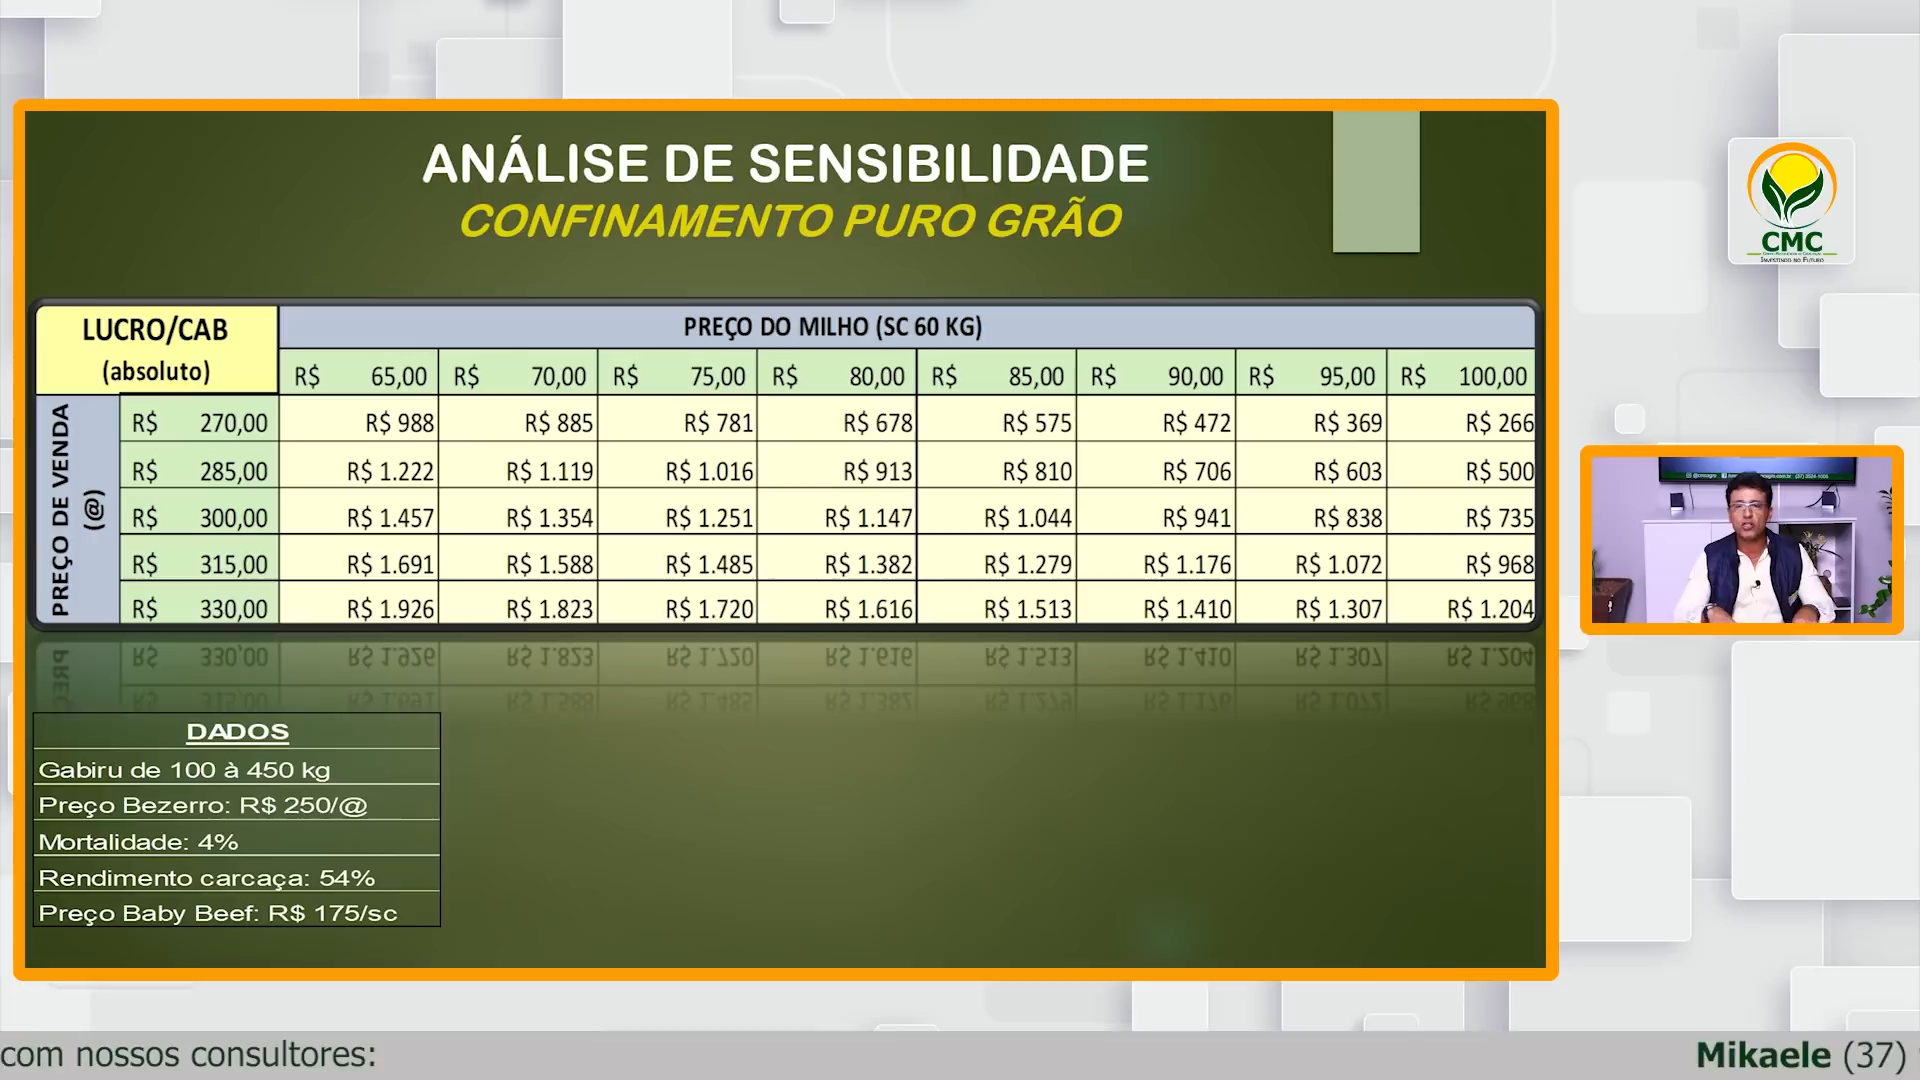 ANÁLISE DE SENSIBILIDADE
CONFINAMENTO PURO GRÃO
LUCRO/CAB
(absoluto)
PREÇO DO MILHO (SC 60 KG)
R$ 65,00 R$ 70,00 R$ 75,00 R$ 80,00 R$ 85,00 R$ 90,00 R$ 95,00 R$ 100,00
PREÇO DE VENDA
(@)
R$ 270,00 R$ 988 R$ 885 R$ 781 R$ 678 R$ 575 R$ 472 R$ 369 R$ 266
R$ 285,00 R$ 1.222 R$ 1.119 R$ 1.016 R$ 913 R$ 810 R$ 706 R$ 603 R$ 500
R$ 300,00 R$ 1.457 R$ 1.354 R$ 1.251 R$ 1.147 R$ 1.044 R$ 941 R$ 838 R$ 735
R$ 315,00 R$ 1.691 R$ 1.588 R$ 1.485 R$ 1.382 R$ 1.279 R$ 1.176 R$ 1.072 R$ 968
R$ 330,00 R$ 1.926 R$ 1.823 R$ 1.720 R$ 1.616 R$ 1.513 R$ 1.410 R$ 1.307 R$ 1.204
DADOS
Gabiru de 100 à 450 kg
Preço Bezerro: R$ 250/@
Mortalidade: 4%
Rendimento carcaça: 54%
Preço Baby Beef: R$ 175/sc
CMC
INVESTINDO NO FUTURO
com nossos consultores:
Mikaele (37)